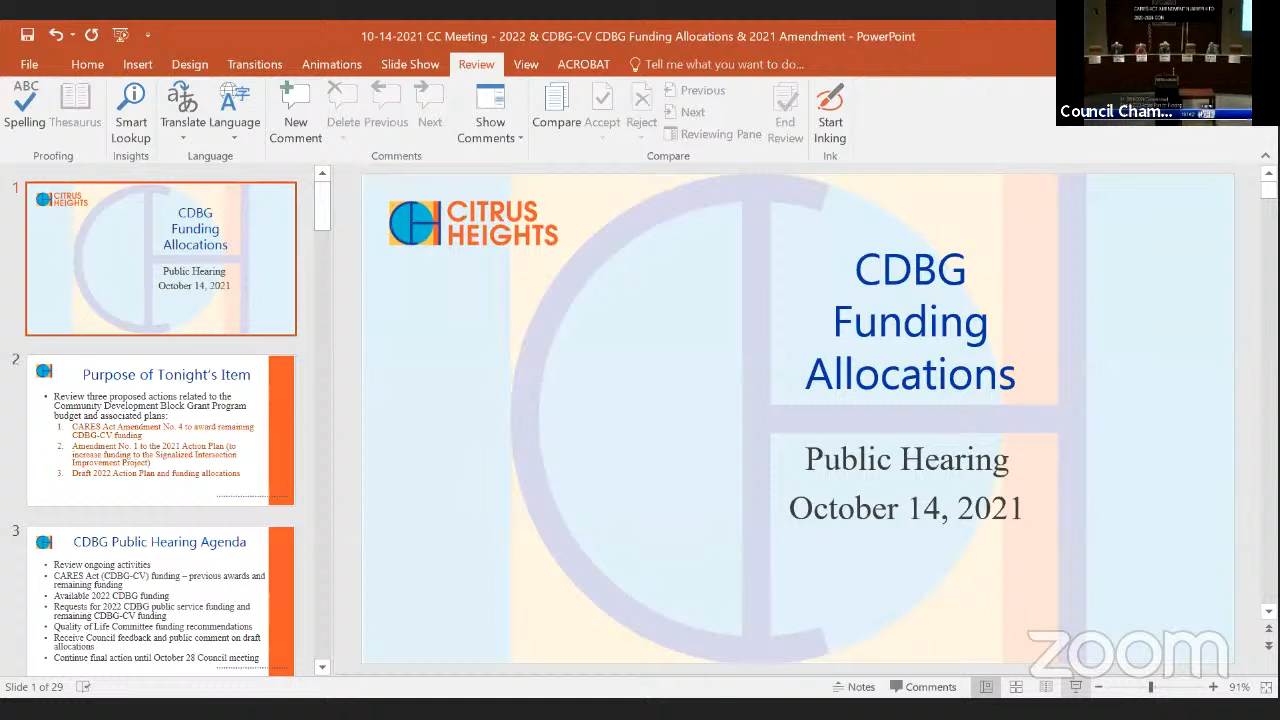 10-14-2021 CC Meeting - 2022 & CDBG-CV CDBG Funding Allocations & 2021 Amendment - PowerPoint
File Home Insert Design Transitions Animations Slide Show Review View ACROBAT Tell me what you want to do...
ABC
Spelling Thesaurus Smart Lookup Translate Language New Comment Delete Previous Next Show Comments Compare Accept Reject Previous
Next
Reviewing Pane
End Review Start Inking
Proofing Insights Language Comments Compare Ink
Council Cham...
1
CITRUS
HEIGHTS
CDBG
Funding
Allocations
Public Hearing
October 14, 2021
2
Purpose of Tonight's Item
• Review three proposed actions related to the
Community Development Block Grant Program
budget and associated plans:
1. CARES Act Amendment No. 4 to award remaining
CDBG-CV funding
2. Amendment No. 1 to the 2021 Action Plan (to
increase funding to the Signalized Intersection
Improvement Project)
3. Draft 2022 Action Plan and funding allocations
3
CDBG Public Hearing Agenda
• Review ongoing activities
• CARES Act (CDBG-CV) funding – previous awards and
remaining funding
• Available 2022 CDBG funding
• Requests for 2022 CDBG public service funding and
remaining CDBG-CV funding
• Quality of Life Committee funding recommendations
• Receive Council feedback and public comment on draft
allocations
• Continue final action until October 28 Council meeting
CITRUS
HEIGHTS
CDBG
Funding
Allocations
Public Hearing
October 14, 2021
zoom
Slide 1 of 29 Notes Comments 91%